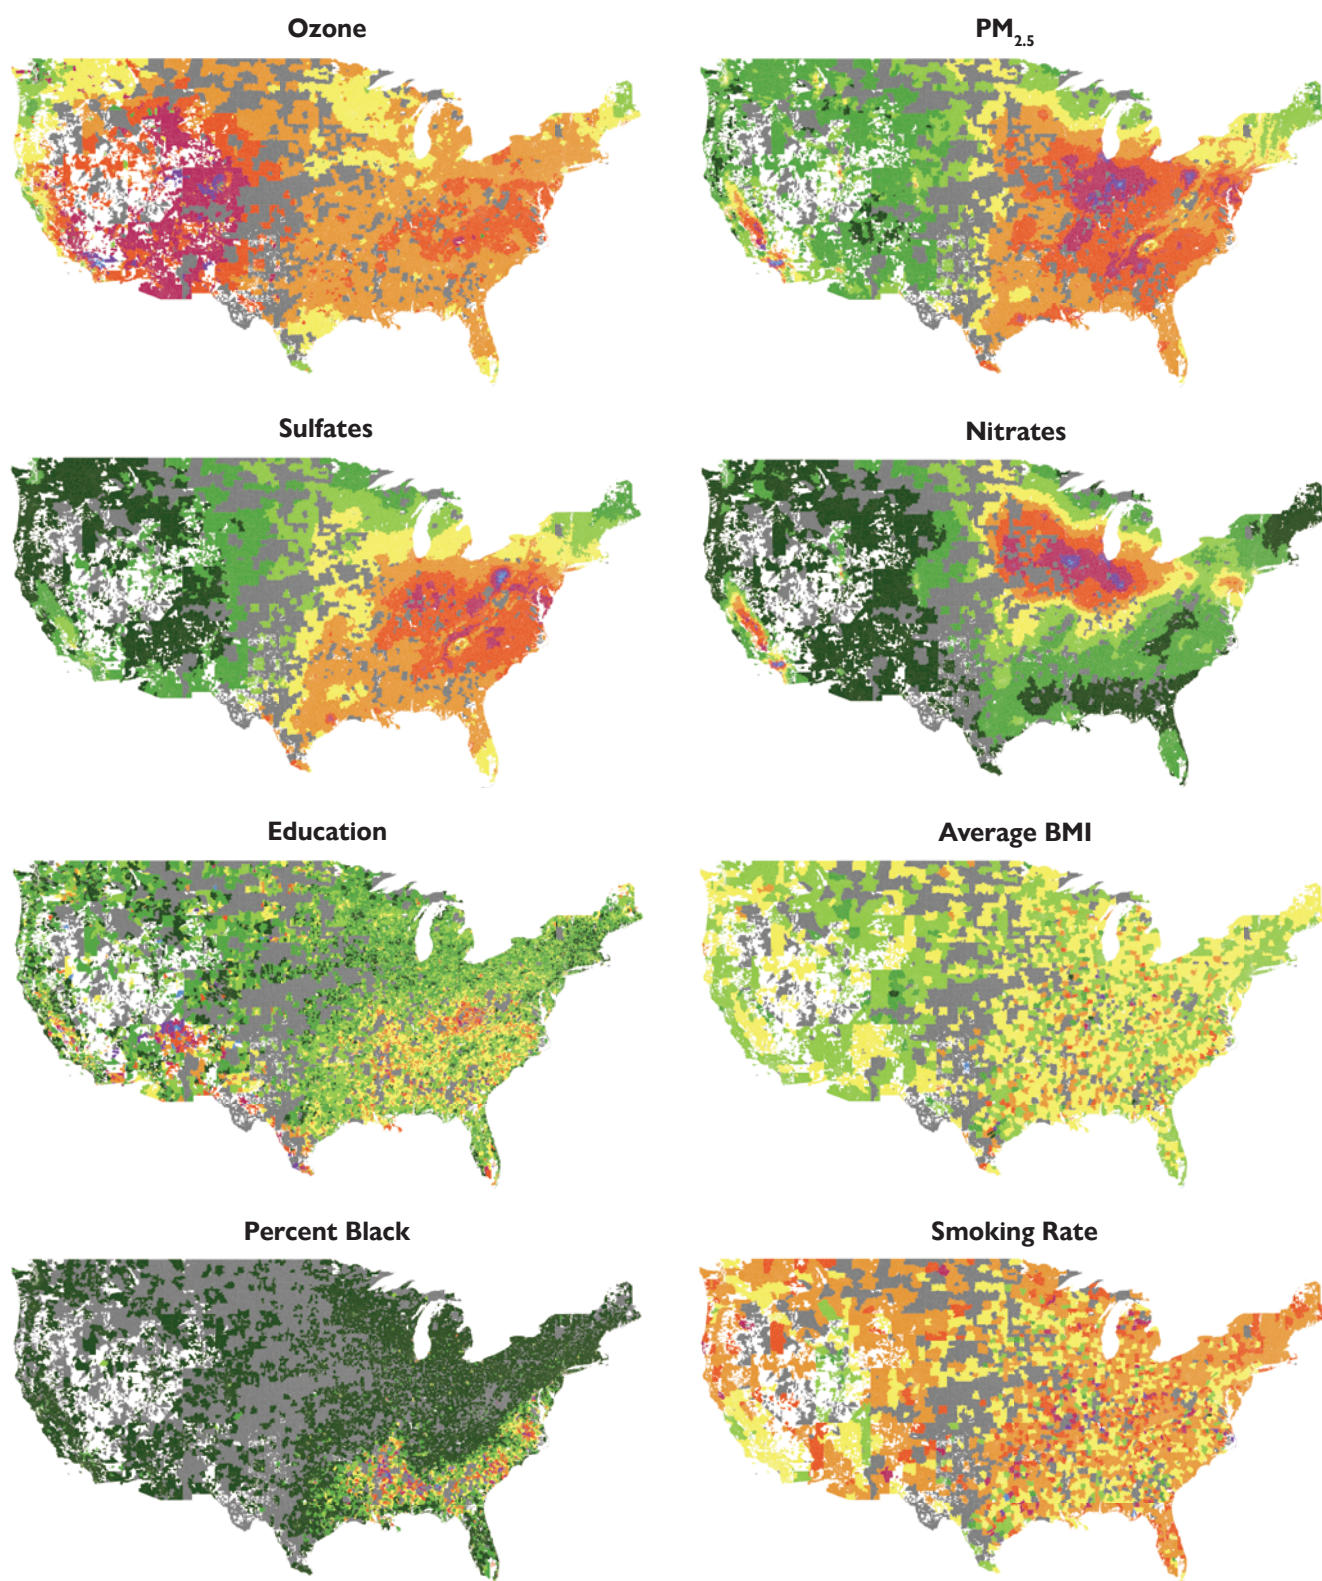 Ozone
PM2.5
Sulfates
Nitrates
Education
Average BMI
Percent Black
Smoking Rate